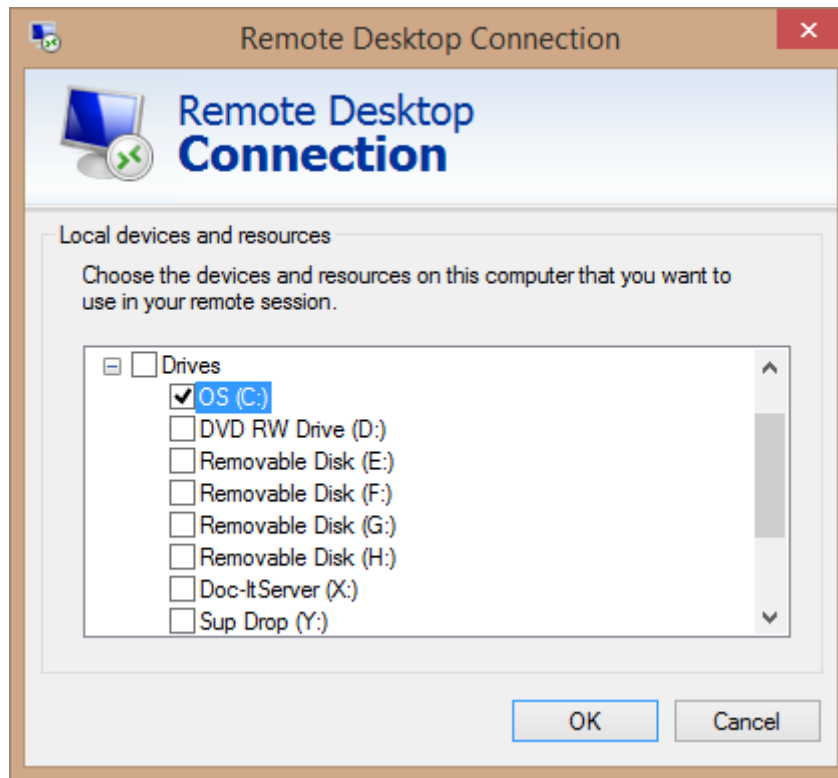 Remote Desktop Connection
Remote Desktop
Connection
Local devices and resources
Choose the devices and resources on this computer that you want to
use in your remote session.
Drives
OS (C:)
DVD RW Drive (D:)
Removable Disk (E:)
Removable Disk (F:)
Removable Disk (G:)
Removable Disk (H:)
Doc-ItServer (X:)
Sup Drop (Y:)
OK Cancel